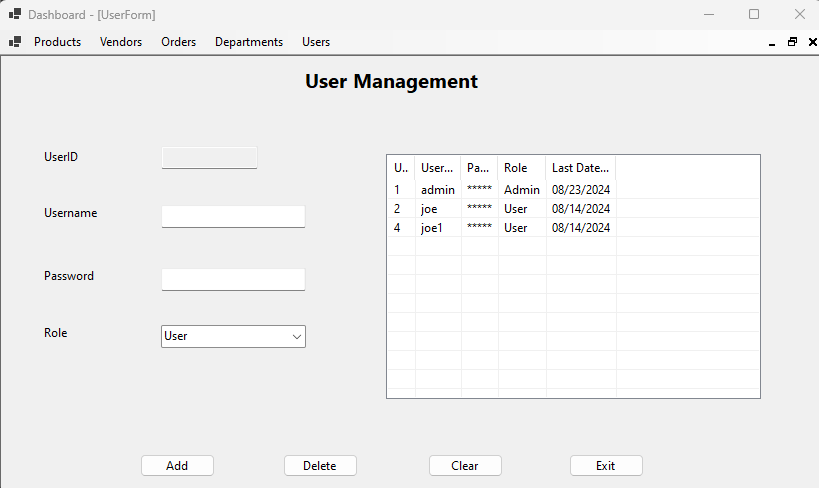 Dashboard - [UserForm]
Products Vendors Orders Departments Users
User Management
UserID
Username
Password
Role User
U.. User... Pa... Role Last Date...
1 admin ***** Admin 08/23/2024
2 joe ***** User 08/14/2024
4 joe1 ***** User 08/14/2024
Add Delete Clear Exit